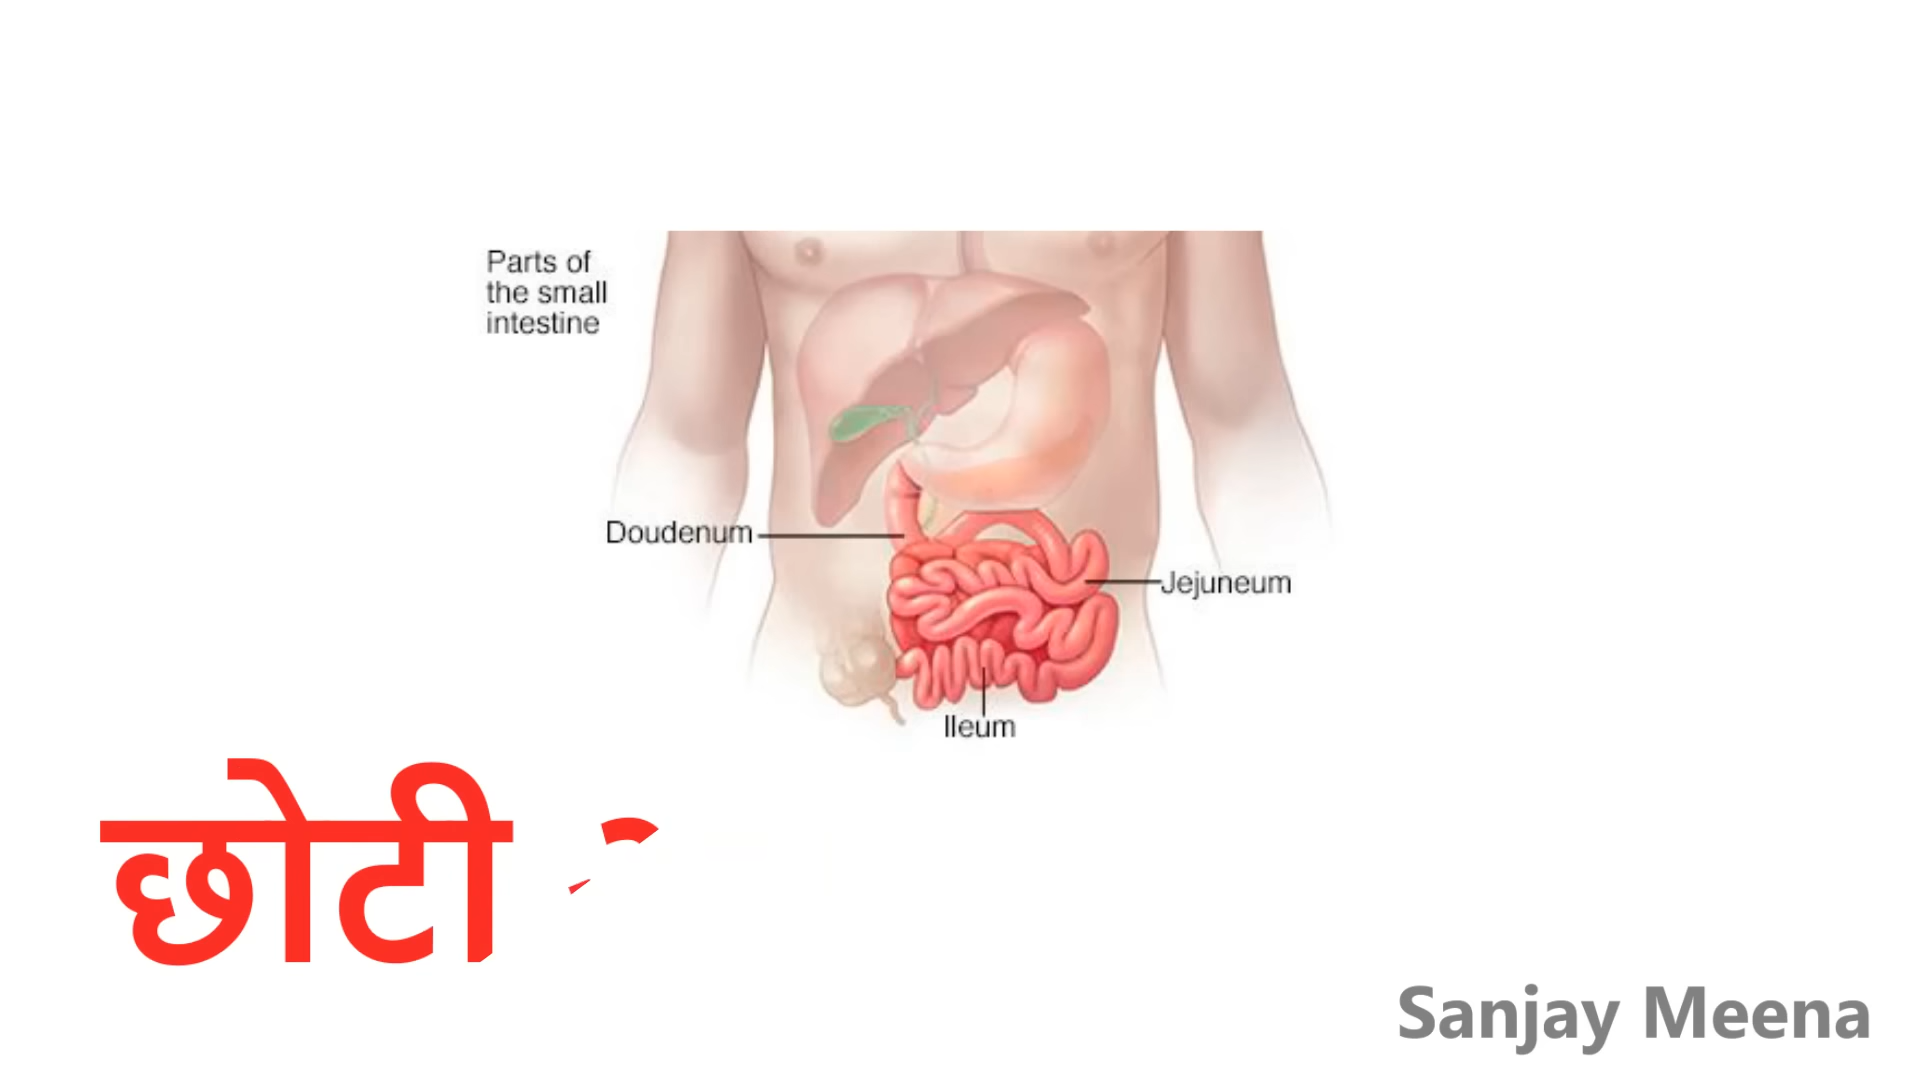 Parts of
the small
intestine
Doudenum
Jejuneum
Ileum
छोटी
Sanjay Meena